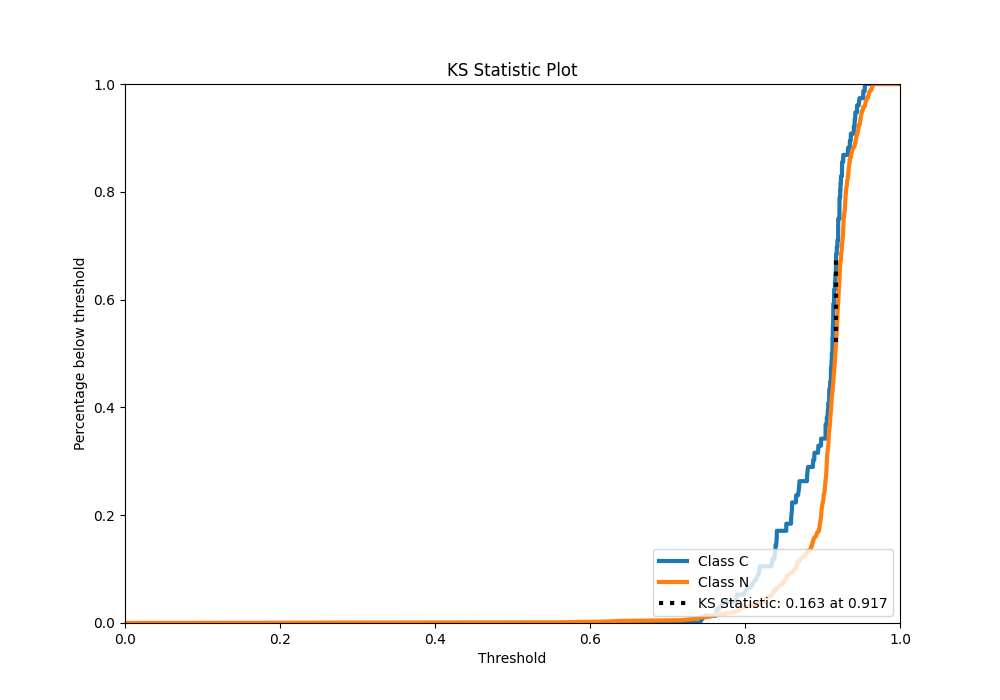 KS Statistic Plot
1.0
0.8
0.6
0.4
0.2
0.0
Percentage below threshold
Class C
Class N
KS Statistic: 0.163 at 0.917
0.0 0.2 0.4 0.6 0.8 1.0
Threshold